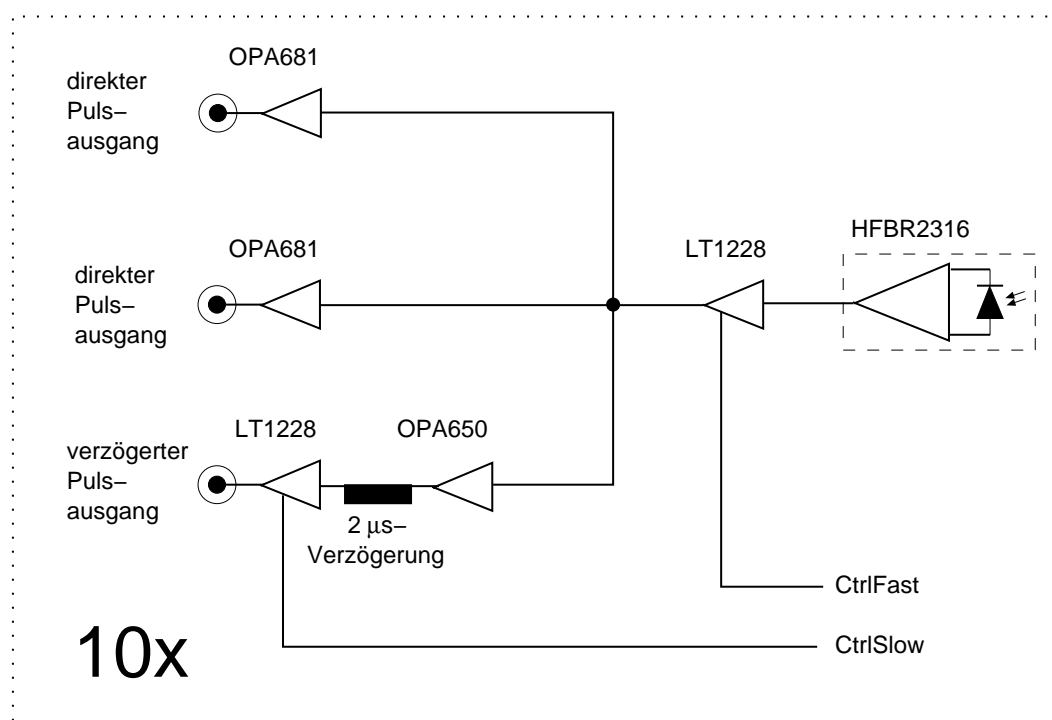 OPA681
direkter
Puls−
ausgang
HFBR2316
OPA681
LT1228
direkter
Puls−
ausgang
LT1228
OPA650
verzögerter
Puls−
ausgang
2 μs−
Verzögerung
CtrlFast
10x
CtrlSlow